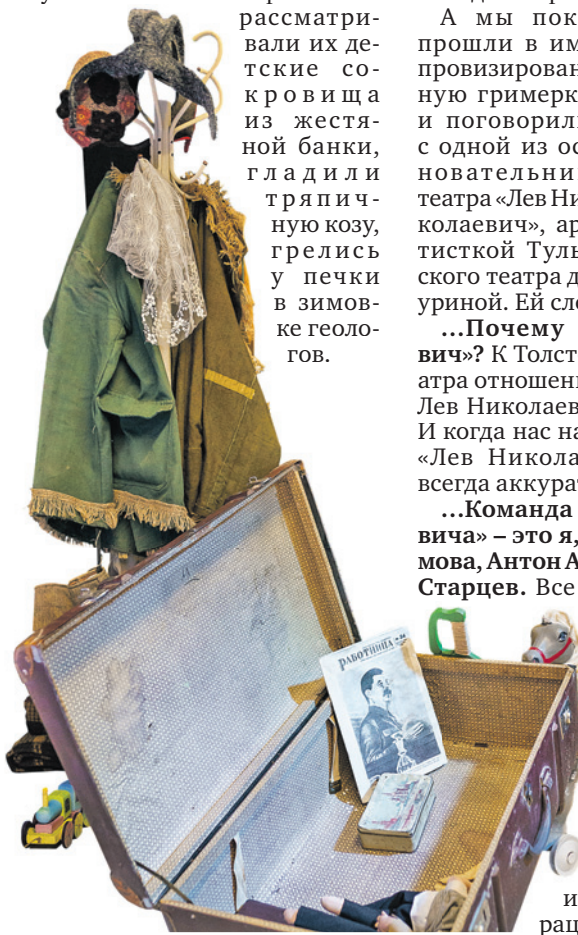 рассматри-
вали их де-
тские со-
кровища
из жестя-
ной банки,
гладили
тряпич-
ную козу,
грелись
у печки
в зимов-
ке геоло-
гов.
А мы пок
прошли в им
провизирован
ную гримерк
и поговорил
с одной из ос
новательни
театра «Лев Ни
колаевич», ар
тисткой Туль
ского театра д
уриной. Ей сло
...Почему
вич»? К Толст
атра отношен
Лев Николаев
И когда нас на
«Лев Никола
всегда аккурат
...Команда
вича» – это я,
мова, Антон А
Старцев. Все
РАБОТНИЦА
и
рац